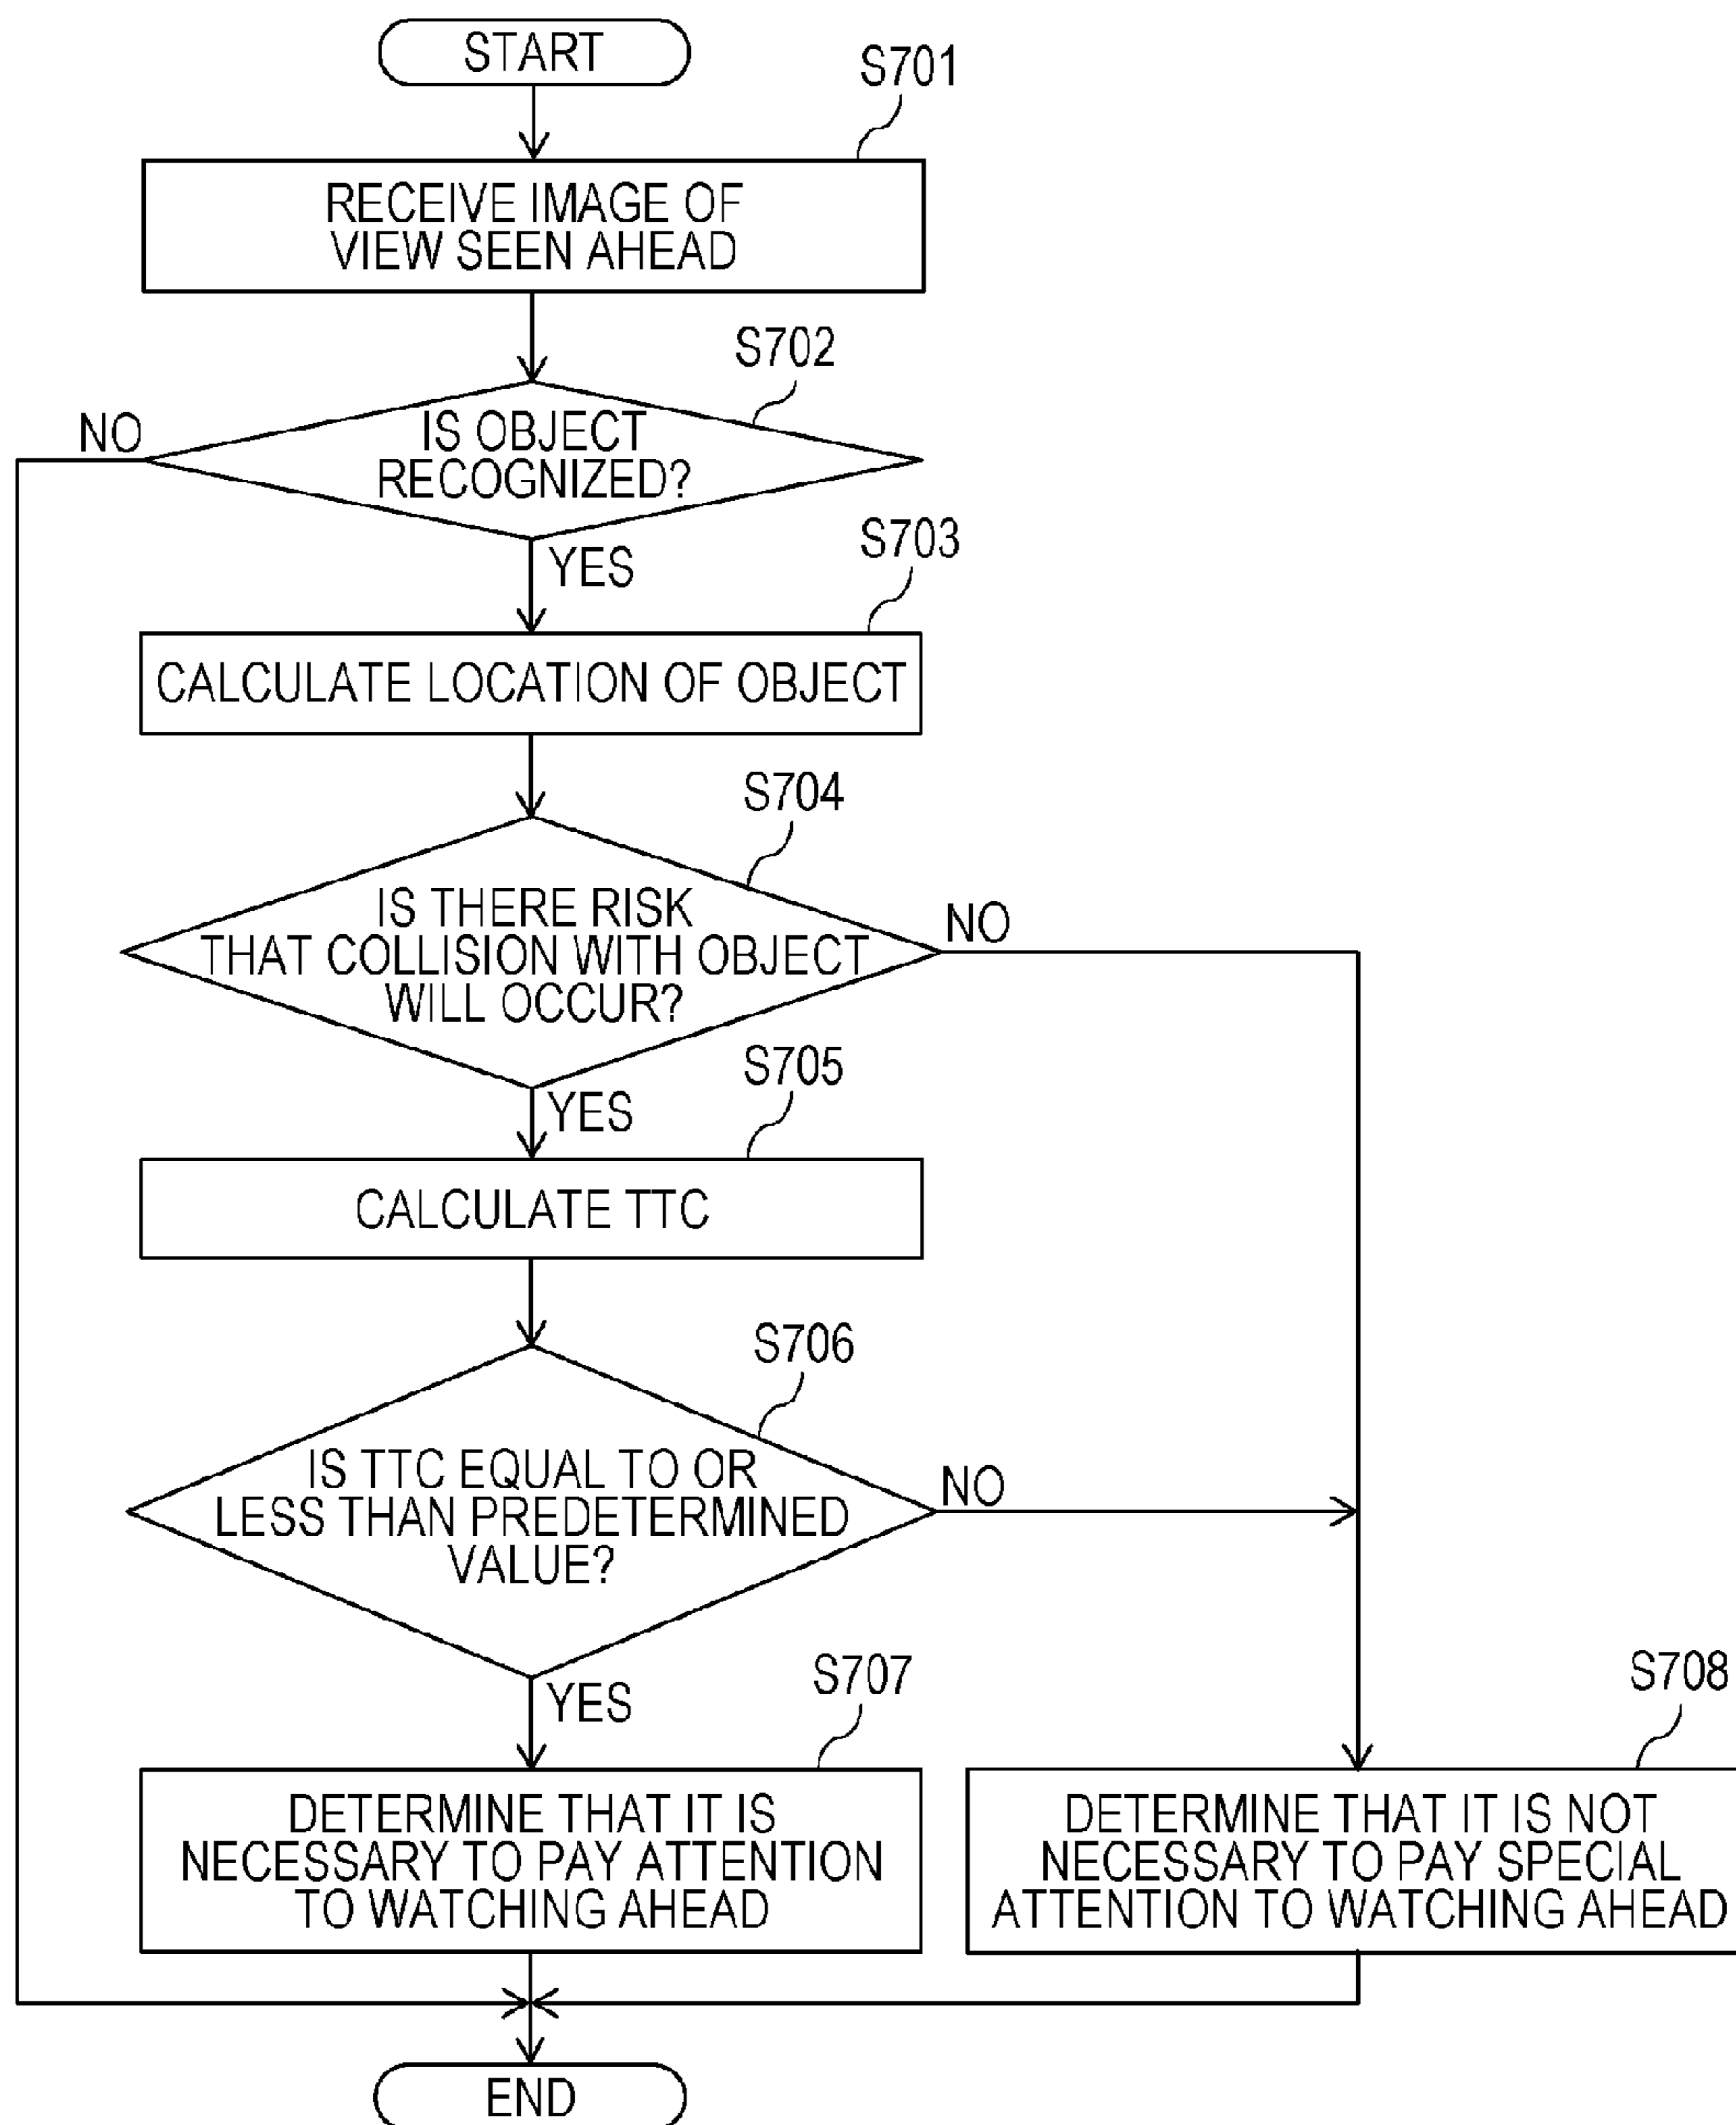 START
S701
RECEIVE IMAGE OF
VIEW SEEN AHEAD
S702
NO
IS OBJECT
RECOGNIZED?
YES
S703
CALCULATE LOCATION OF OBJECT
S704
IS THERE RISK
THAT COLLISION WITH OBJECT
WILL OCCUR?
NO
YES
S705
CALCULATE TTC
S706
IS TTC EQUAL TO OR
LESS THAN PREDETERMINED
VALUE?
NO
YES
S707
DETERMINE THAT IT IS
NECESSARY TO PAY ATTENTION
TO WATCHING AHEAD
S708
DETERMINE THAT IT IS NOT
NECESSARY TO PAY SPECIAL
ATTENTION TO WATCHING AHEAD
END